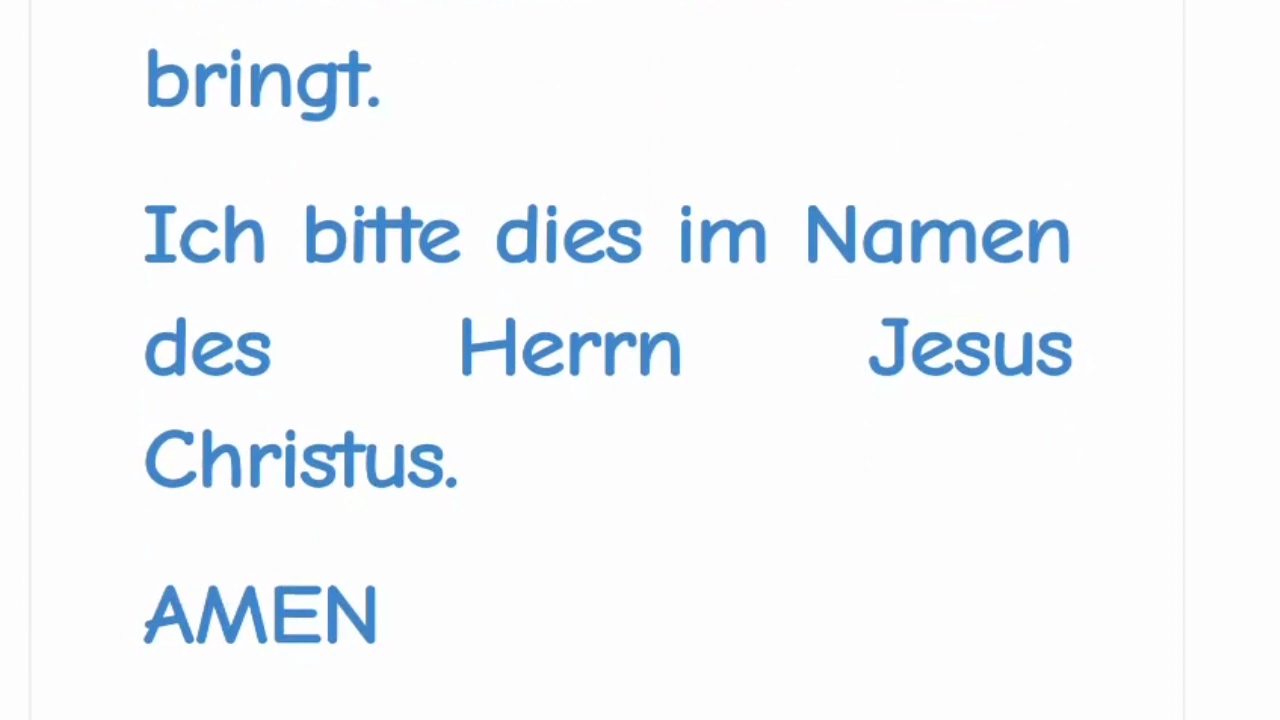 bringt.
Ich bitte dies im Namen
des Herrn Jesus
Christus.
AMEN